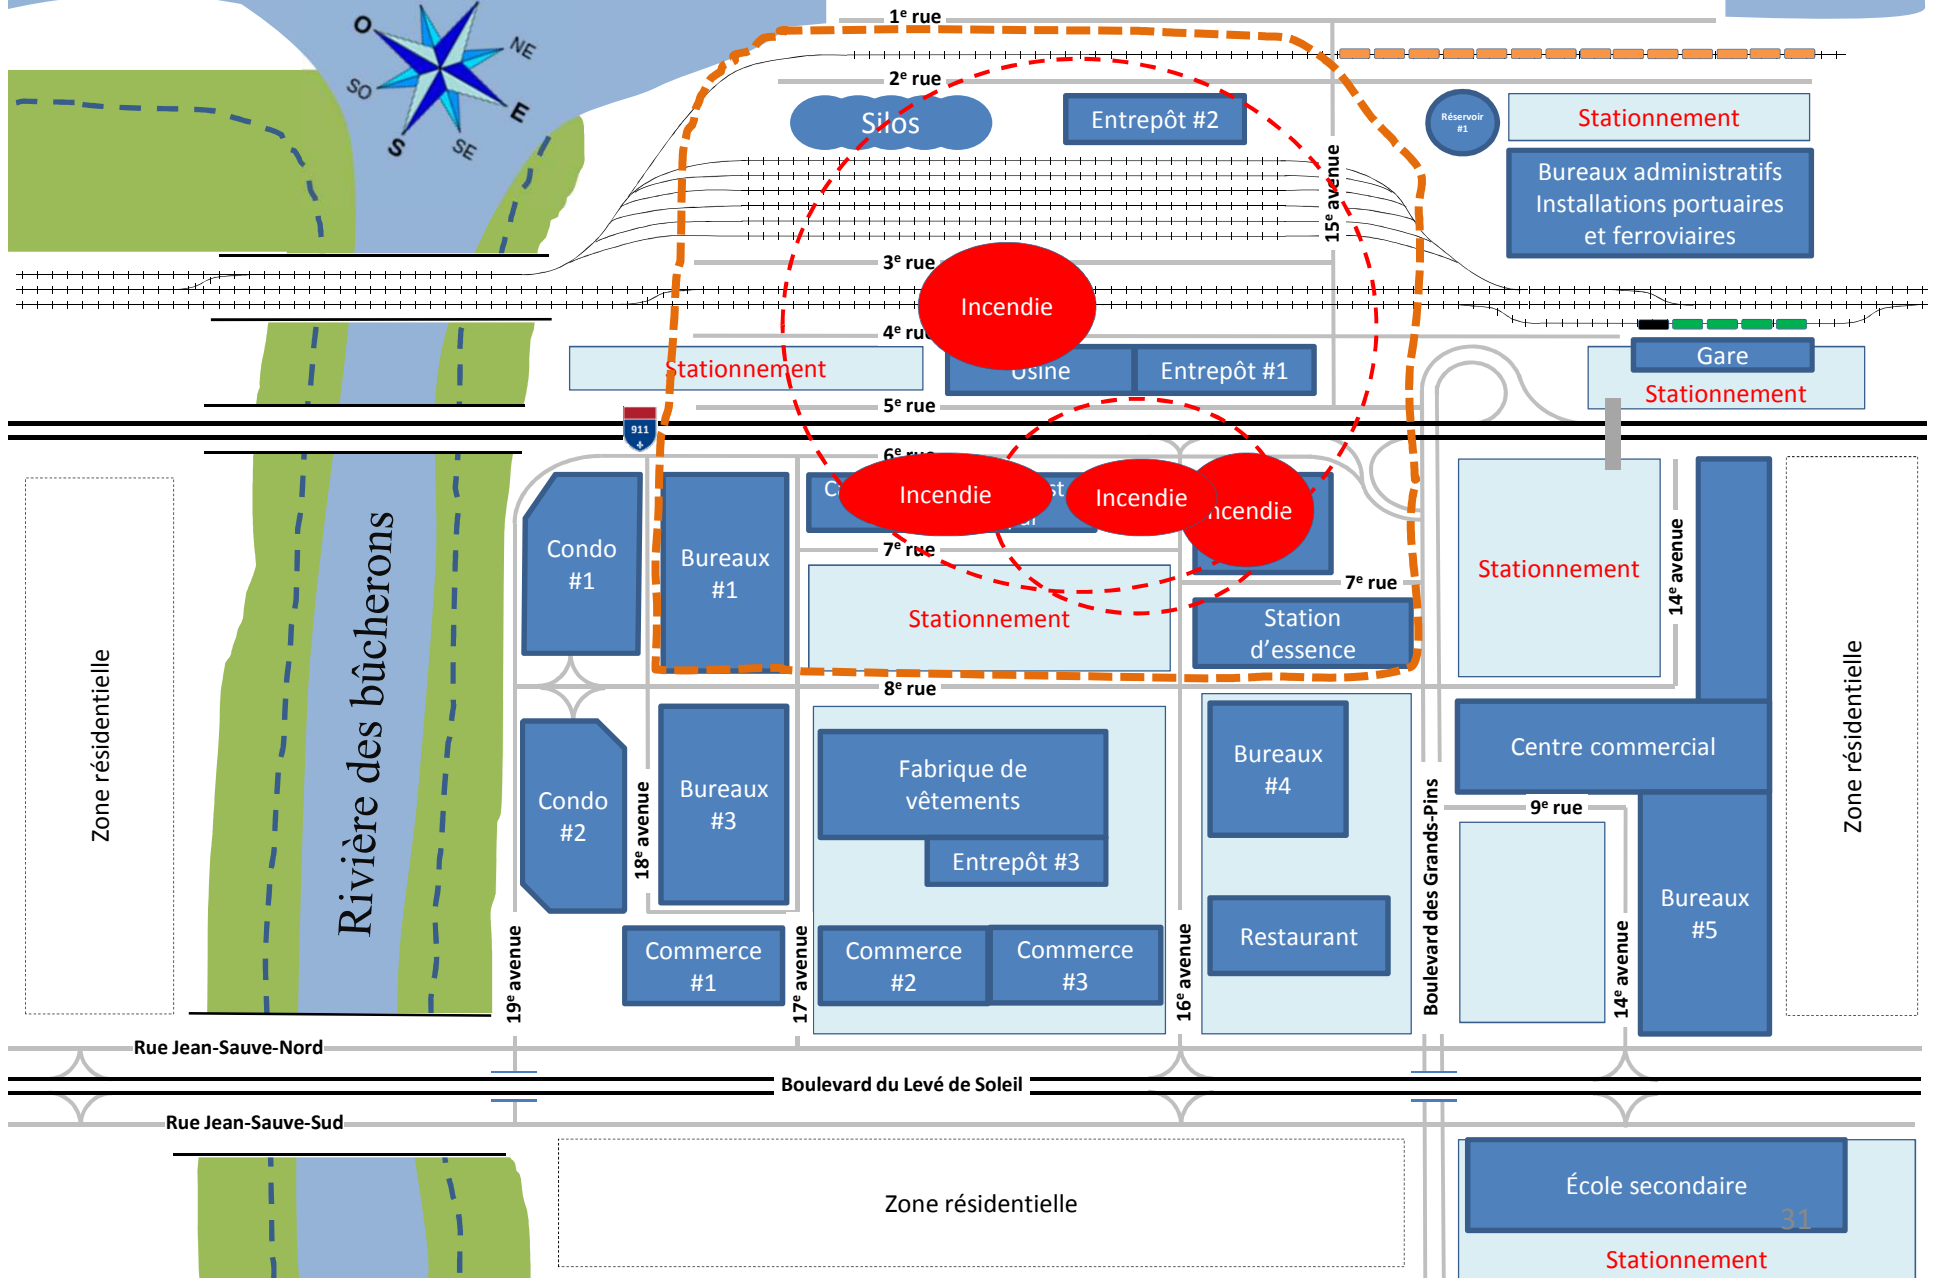 1e rue
O
NE
SO
E
S
SE
2e rue
Silos
Entrepôt #2
Réservoir
#1
Stationnement
Bureaux administratifs
Installations portuaires
et ferroviaires
15e avenue
3e rue
Incendie
4e rue
Stationnement
Usine
Entrepôt #1
Gare
Stationnement
5e rue
911
6e rue
Incendie
Incendie
Incendie
7e rue
7e rue
Condo
#1
Bureaux
#1
Stationnement
Station
d'essence
Stationnement
14e avenue
8e rue
Zone résidentielle
Rivière des bûcherons
Condo
#2
18e avenue
Bureaux
#3
Fabrique de
vêtements
Entrepôt #3
Bureaux
#4
Centre commercial
9e rue
Zone résidentielle
Boulevard des Grands-Pins
Bureaux
#5
Restaurant
Commerce
#1
Commerce
#2
Commerce
#3
19e avenue
17e avenue
16e avenue
14e avenue
Rue Jean-Sauve-Nord
Boulevard du Levé de Soleil
Rue Jean-Sauve-Sud
Zone résidentielle
École secondaire
31
Stationnement